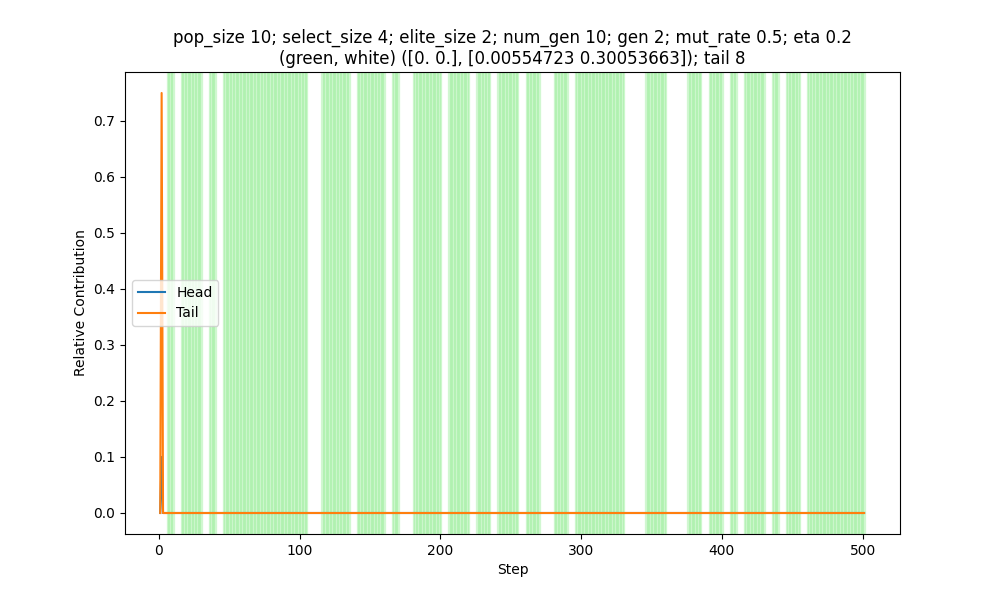 pop_size 10; select_size 4; elite_size 2; num_gen 10; gen 2; mut_rate 0.5; eta 0.2
(green, white) ([0. 0.], [0.00554723 0.30053663]); tail 8
0.7
0.6
0.5
0.4
0.3
0.2
0.1
0.0
Relative Contribution
Head
Tail
0
100
200
300
400
500
Step